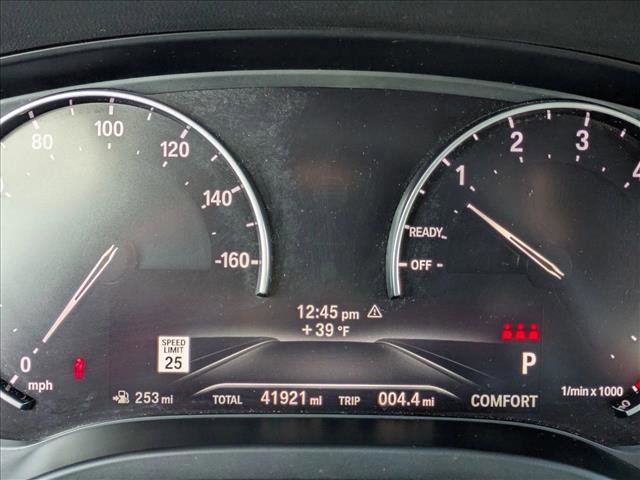 80
100
120
140
160
0
mph
1
2
3
4
READY
OFF
12:45 pm
+ 39 °F
SPEED
LIMIT
25
P
253 mi
TOTAL 41921 mi TRIP 004.4 mi
COMFORT
1/min x 1000